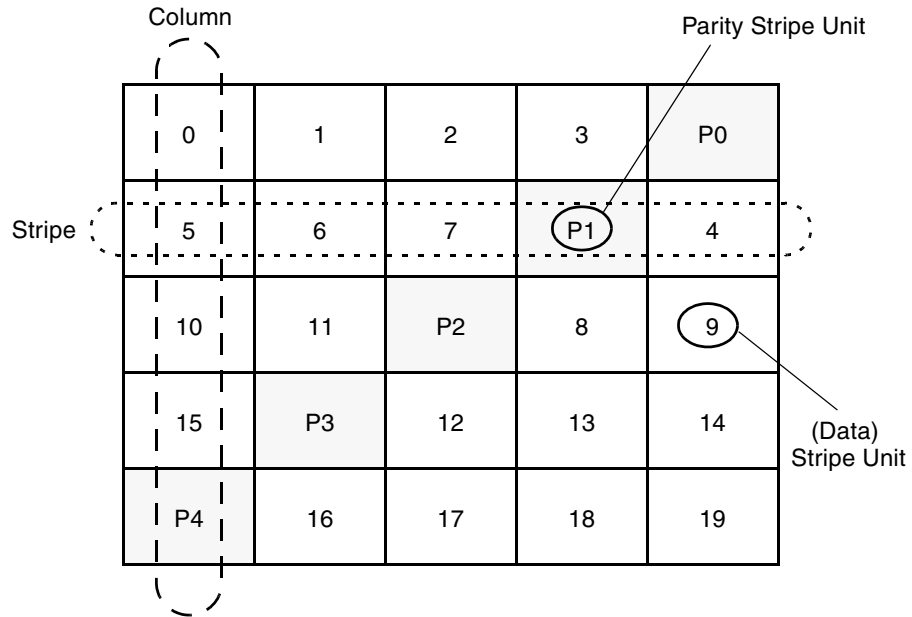 Column
Parity Stripe Unit
0 1 2 3 P0
Stripe 5 6 7 P1 4
10 11 P2 8 9
15 P3 12 13 14
(Data)
Stripe Unit
P4 16 17 18 19